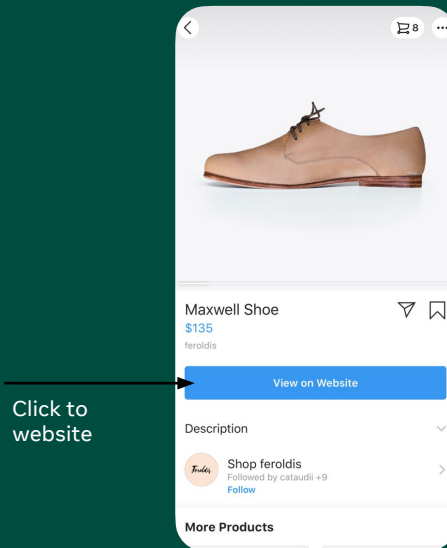 8
Maxwell Shoe
$135
feroldis
View on Website
Click to
website
Description
Feroldis
Shop feroldis
Followed by cataudii +9
Follow
More Products